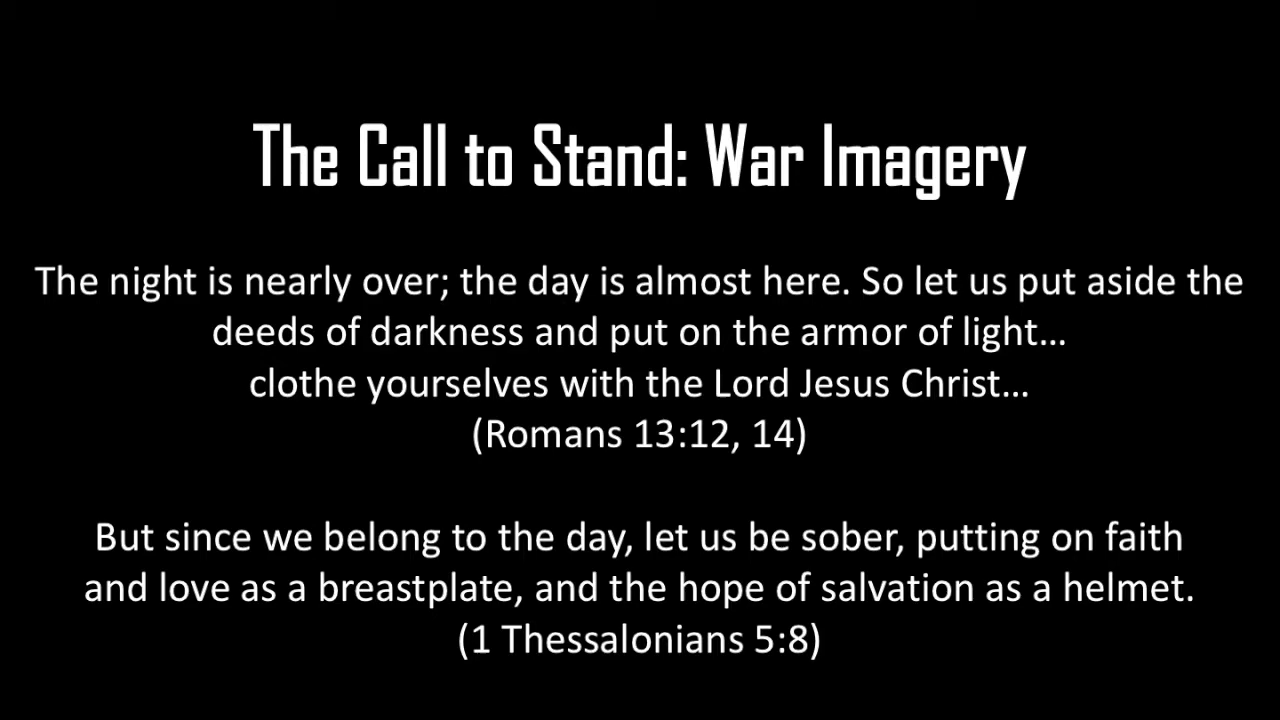 The Call to Stand: War Imagery
The night is nearly over; the day is almost here. So let us put aside the
deeds of darkness and put on the armor of light…
clothe yourselves with the Lord Jesus Christ…
(Romans 13:12, 14)
But since we belong to the day, let us be sober, putting on faith
and love as a breastplate, and the hope of salvation as a helmet.
(1 Thessalonians 5:8)